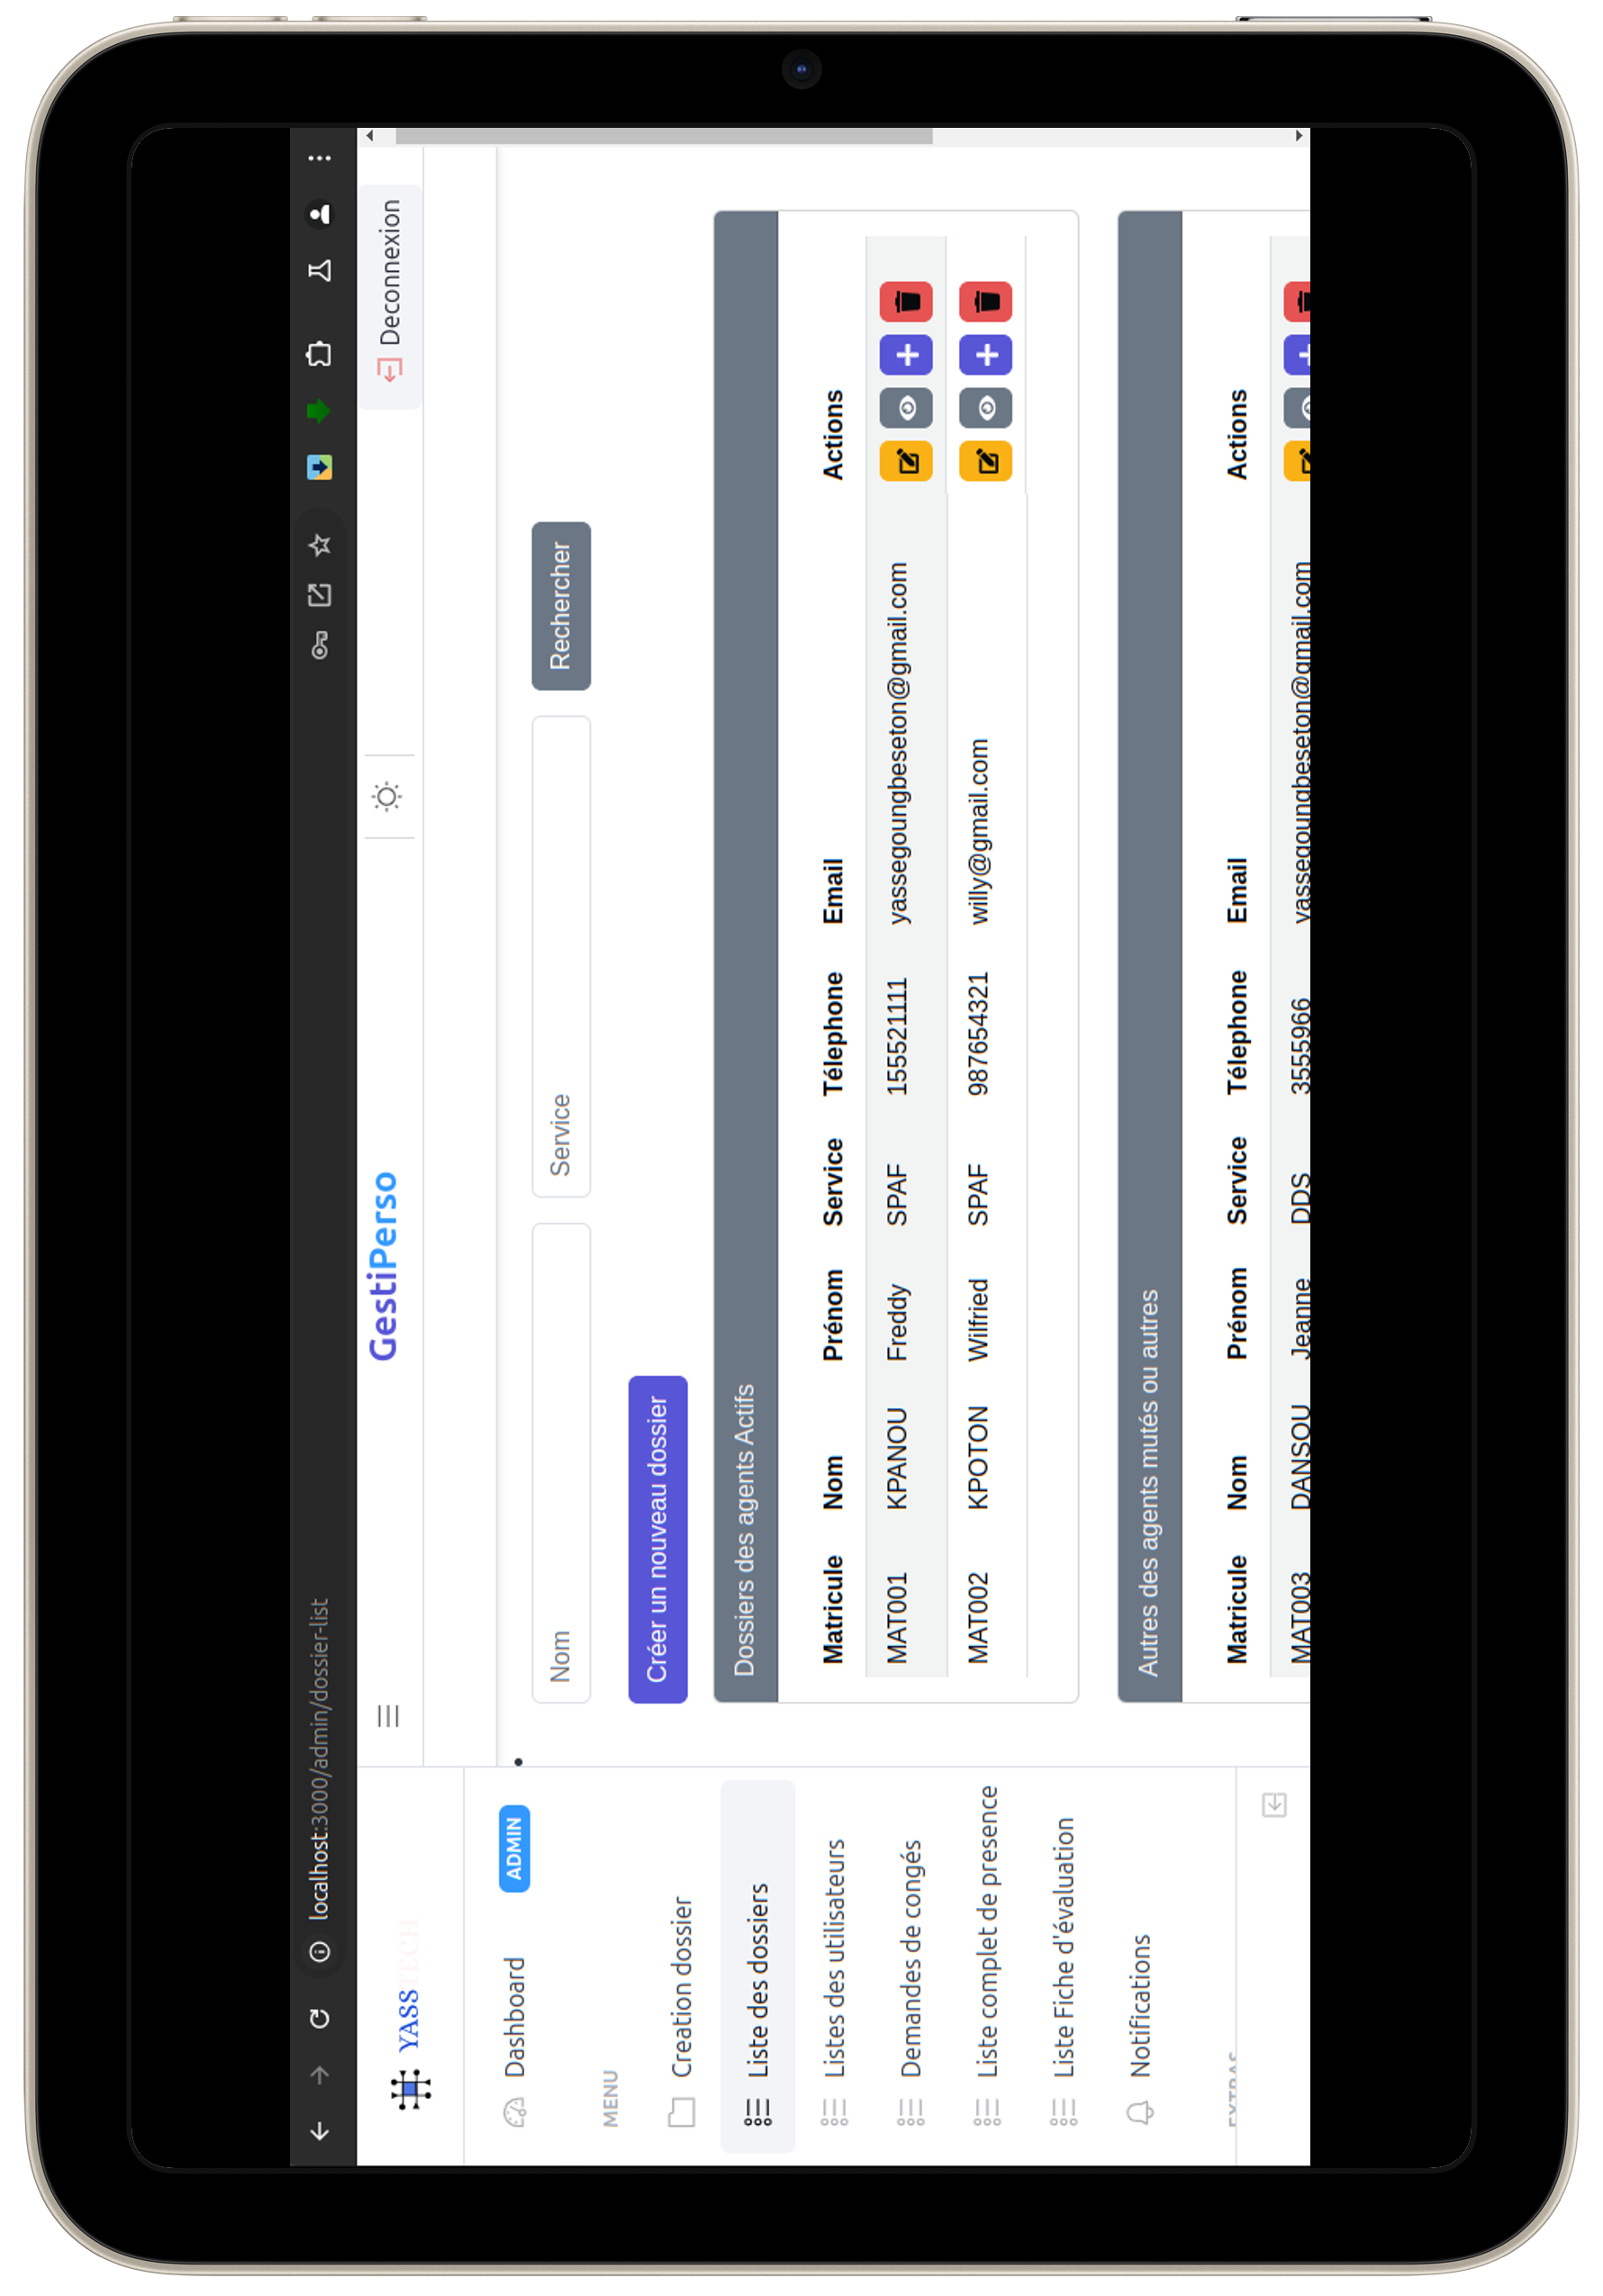 localhost:3000/admin/dossier-list
YASSTECH
GestiPerso
Deconnexion
Dashboard ADMIN
MENU
Creation dossier
Liste des dossiers
Listes des utilisateurs
Demandes de congés
Liste complet de presence
Liste Fiche d'évaluation
Notifications
EXTRAS
Nom Service Rechercher
Créer un nouveau dossier
Dossiers des agents Actifs
Matricule Nom Prénom Service Télephone Email Actions
MAT001 KPANOU Freddy SPAF 155521111 yassegoungbeseton@gmail.com
MAT002 KPOTON Wilfried SPAF 987654321 willy@gmail.com
Autres des agents mutés ou autres
Matricule Nom Prénom Service Télephone Email Actions
MAT003 DANSOU Jeanne DDS 3555966 yassegoungbeseton@gmail.com